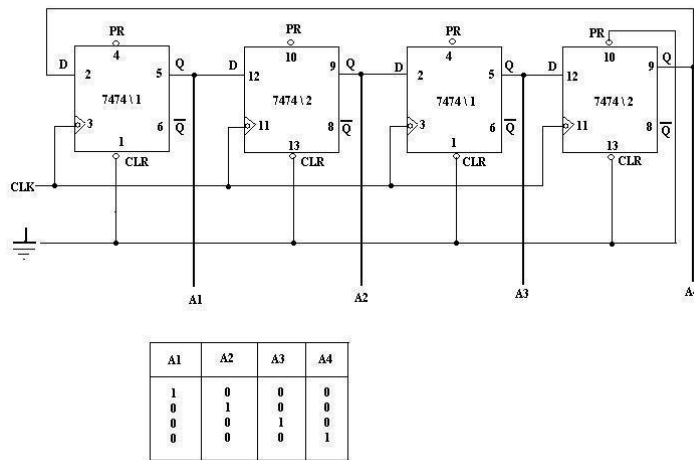 PR PR PR PR
4 10 4 10
D 2 5 Q D 12 9 Q D 2 5 Q D 12 9 Q
7474 \ 1 7474 \ 2 7474 \ 1 7474 \ 2
3 6 Q 11 8 Q 3 6 Q 11 8 Q
1 13 1 13
CLR CLR CLR CLR
CLK
A1 A2 A3 A4
A1 A2 A3 A4
1 0 0 0
0 1 0 0
0 0 1 0
0 0 0 1